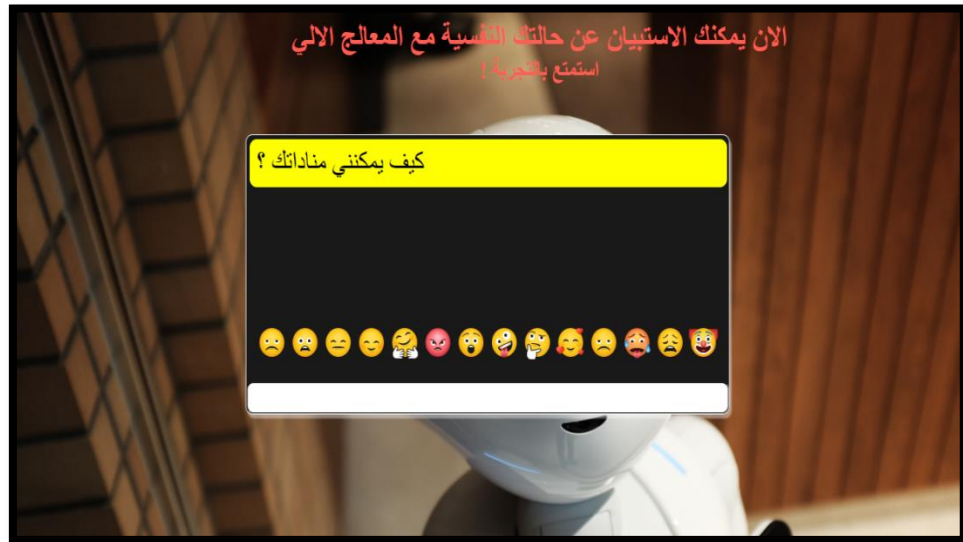 الان يمكنك الاستبيان عن حالتك النفسية مع المعالج الالي
استمتع بالتجربة !
كيف يمكنني مناداتك ؟